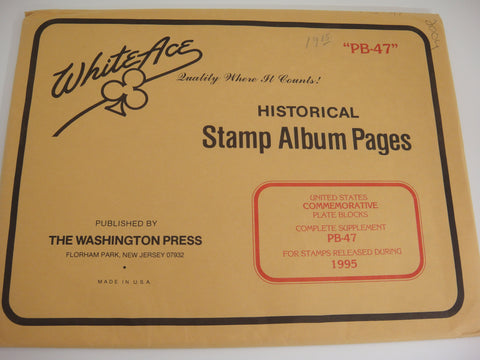 19 15
"PB-47"
White Ace
Quality Where It Counts!
HISTORICAL
Stamp Album Pages
UNITED STATES
COMMEMORATIVE
PLATE BLOCKS
COMPLETE SUPPLEMENT
PB-47
FOR STAMPS RELEASED DURING
1995
PUBLISHED BY
THE WASHINGTON PRESS
FLORHAM PARK, NEW JERSEY 07932
MADE IN U.S.A